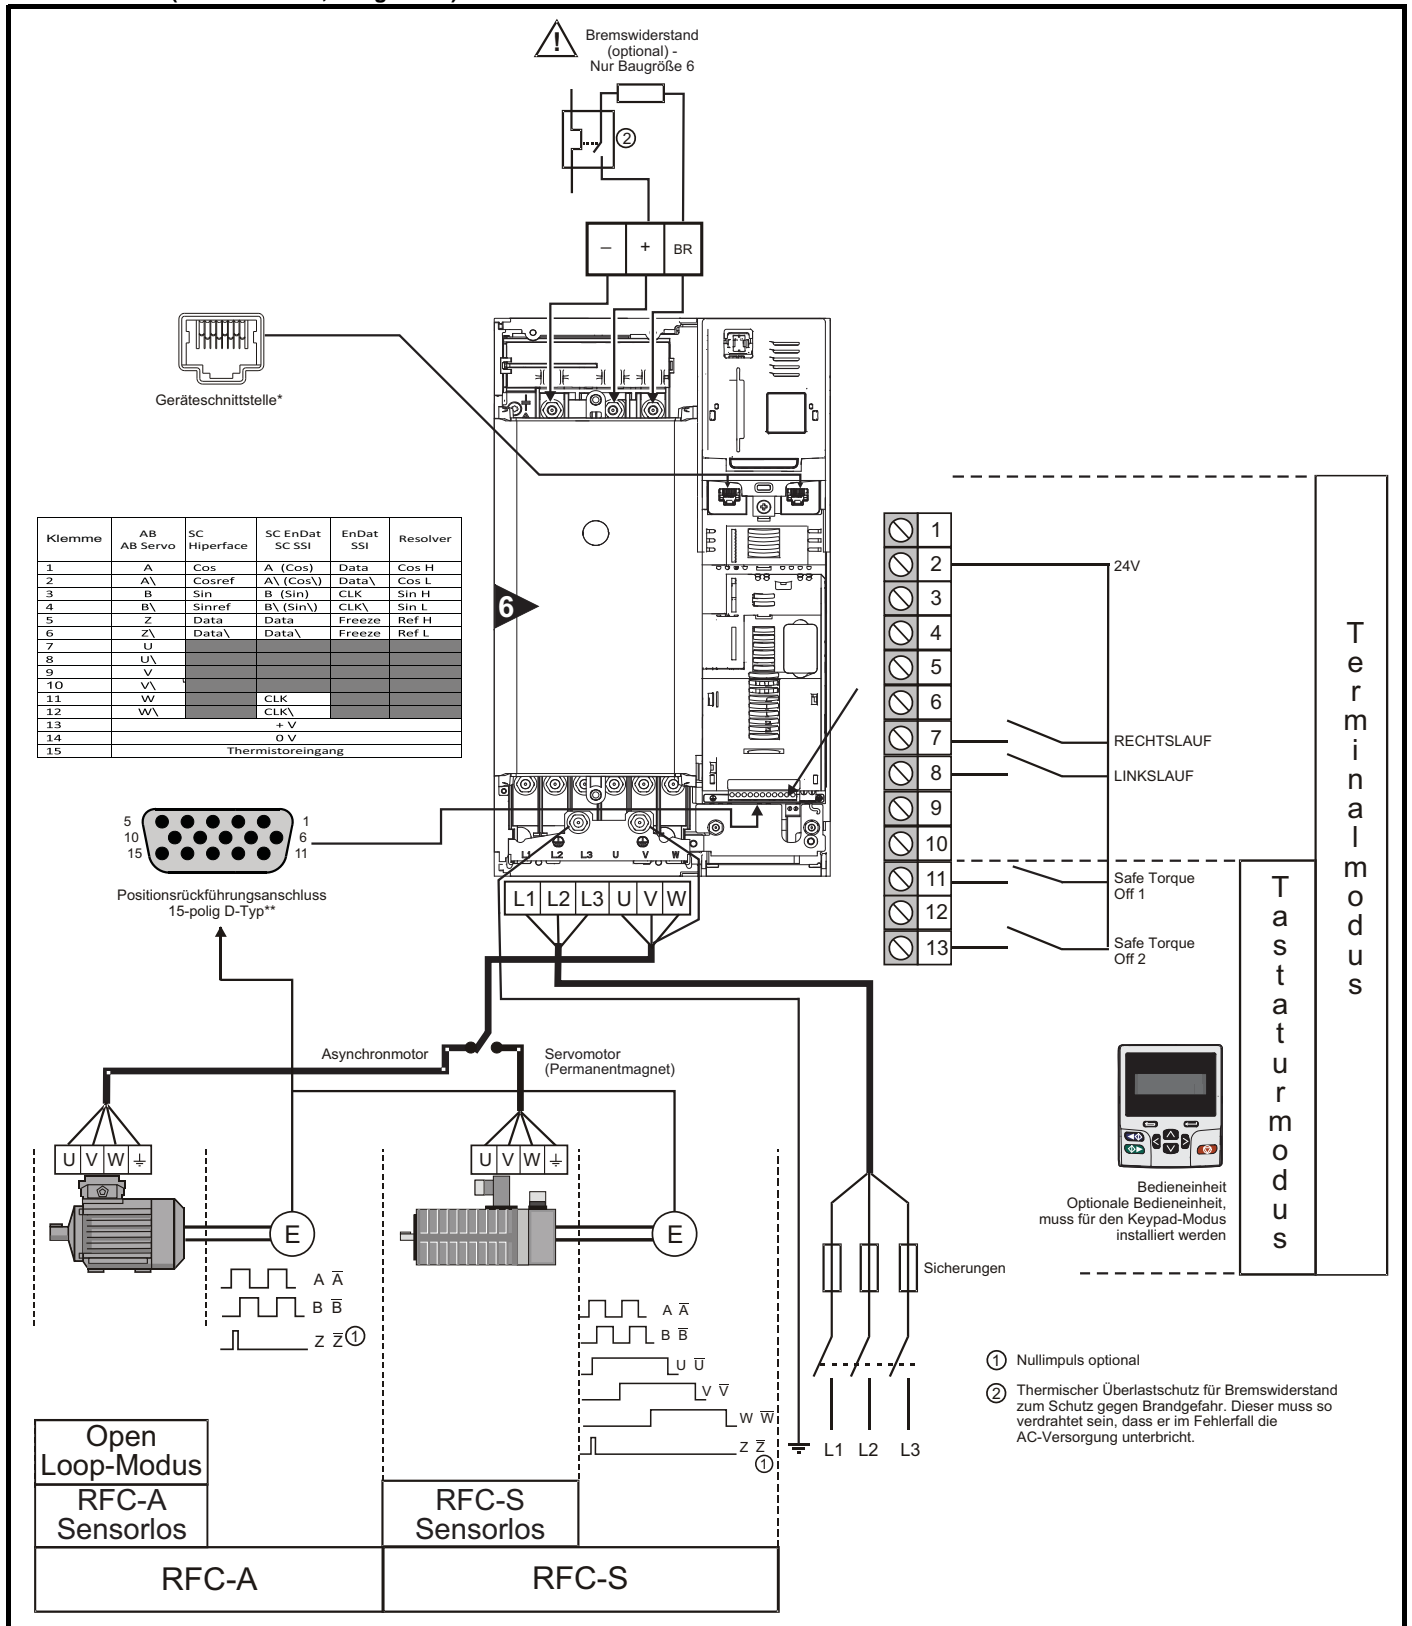 Bremswiderstand
(optional) -
Nur Baugröße 6
2
– + BR
Geräteschnittstelle*
Klemme AB AB Servo SC Hiperface SC EnDat SC SSI EnDat SSI Resolver
1 A Cos A (Cos) Data Cos H
2 A\ Cosref A\ (Cos\) Data\ Cos L
3 B Sin B (Sin) CLK Sin H
4 B\ Sinref B\ (Sin\) CLK\ Sin L
5 Z Data Data Freeze Ref H
6 Z\ Data\ Data\ Freeze Ref L
7 U
8 U\
9 V
10 V\
11 W CLK
12 W\ CLK\
13 + V
14 0 V
15 Thermistoreingang
6
1
2 24V
3
4
5
6
7 RECHTSLAUF
8 LINKSLAUF
9
10
11 Safe Torque
Off 1
12
13 Safe Torque
Off 2
Terminalmodus
Tastaturmodus
5 1
10 6
15 11
Positionsrückführungsanschluss
15-polig D-Typ**
L1 L2 L3 U V W
L1 L2 L3 U V W
Asynchronmotor
Servomotor
(Permanentmagnet)
U V W
U V W
E
E
A A̅
B B̅
Z Z̅ 1
A A̅
B B̅
U U̅
V V̅
W W̅
Z Z̅
1
Bedieneinheit
Optionale Bedieneinheit,
muss für den Keypad-Modus
installiert werden
Sicherungen
L1 L2 L3
1 Nullimpuls optional
2 Thermischer Überlastschutz für Bremswiderstand
zum Schutz gegen Brandgefahr. Dieser muss so
verdrahtet sein, dass er im Fehlerfall die
AC-Versorgung unterbricht.
Open
Loop-Modus
RFC-A
Sensorlos
RFC-S
Sensorlos
RFC-A
RFC-S